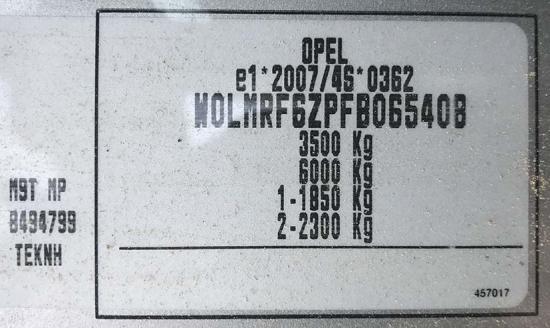 OPEL
e1*2007/46*0362
W0LMRF6ZPFB065408
3500 Kg
6000 Kg
1-1850 Kg
2-2300 Kg
M9T MP
8494799
TEKNH
457017